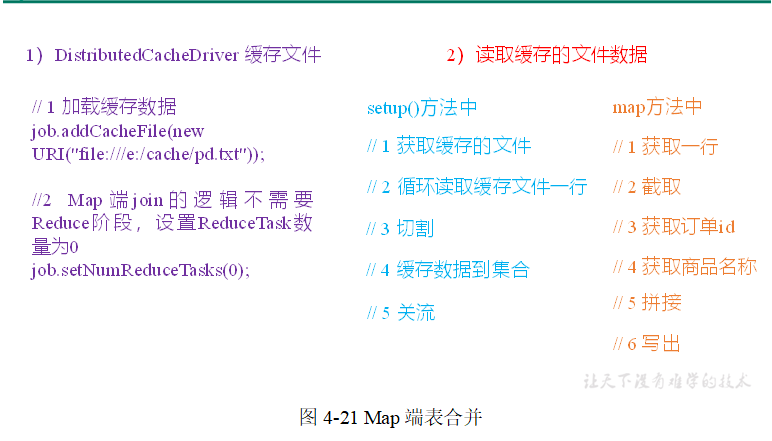 1）DistributedCacheDriver 缓存文件
// 1 加载缓存数据
job.addCacheFile(new
URI("file:///e:/cache/pd.txt"));
//2 Map 端join的逻辑不需要
Reduce阶段，设置ReduceTask数
量为0
job.setNumReduceTasks(0);
2）读取缓存的文件数据
setup()方法中
// 1 获取缓存的文件
// 2 循环读取缓存文件一行
// 3 切割
// 4 缓存数据到集合
// 5 关流
map方法中
// 1 获取一行
// 2 截取
// 3 获取订单id
// 4 获取商品名称
// 5 拼接
// 6 写出
让天下没有难学的技术
图 4-21 Map 端表合并